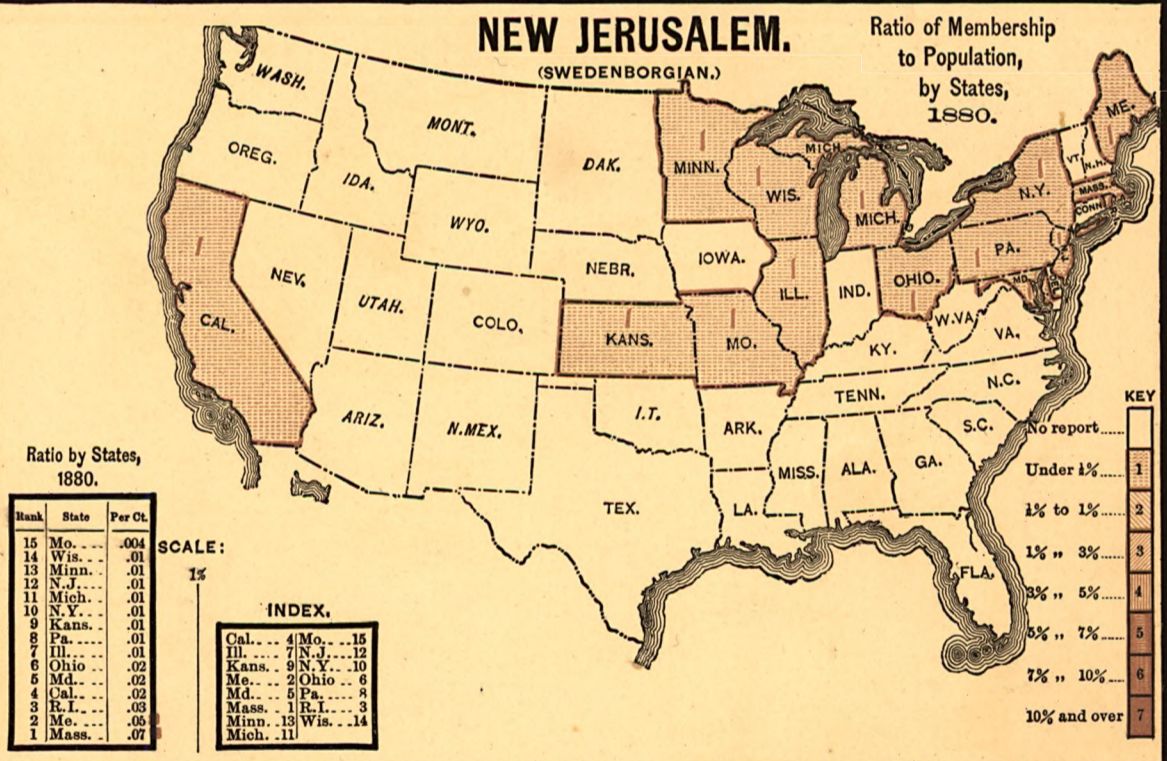 NEW JERUSALEM.
(SWEDENBORGIAN.)
Ratio of Membership
to Population,
by States,
1880.
WASH.
MONT.
DAK.
MINN.
MICH.
ME.
OREG.
IDA.
WYO.
WIS.
MICH.
N.Y.
VT.
N.H.
MASS.
CONN.
NEV.
UTAH.
COLO.
NEBR.
IOWA.
ILL.
IND.
OHIO.
PA.
MD.
DEL.
CAL.
KANS.
MO.
KY.
W.VA.
VA.
ARIZ.
N.MEX.
I.T.
ARK.
TENN.
N.C.
S.C.
TEX.
LA.
MISS.
ALA.
GA.
FLA.
KEY
No report
Under ½% 1
½% to 1% 2
1% „ 3% 3
3% „ 5% 4
5% „ 7% 5
7% „ 10% 6
10% and over 7
Ratio by States,
1880.
Rank State Per Ct.
15 Mo. .004
14 Wis. .01
13 Minn. .01
12 N.J. .01
11 Mich. .01
10 N.Y. .01
9 Kans. .01
8 Pa. .01
7 Ill. .01
6 Ohio .02
5 Md. .02
4 Cal. .02
3 R.I. .03
2 Me. .05
1 Mass. .07
SCALE:
1%
INDEX.
Cal. 4 Mo. 15
Ill. 7 N.J. 12
Kans. 9 N.Y. 10
Me. 2 Ohio 6
Md. 5 Pa. 8
Mass. 1 R.I. 3
Minn. 13 Wis. 14
Mich. 11